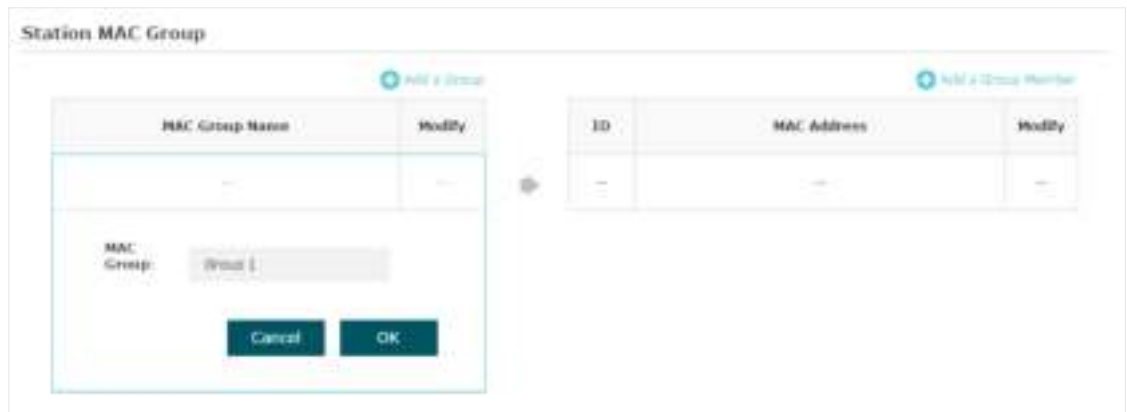 Station MAC Group
Add a Group
Add a Group Member
MAC Group Name Modify
ID MAC Address Modify
-- --
-- -- --
MAC
Group: Group 1
Cancel OK